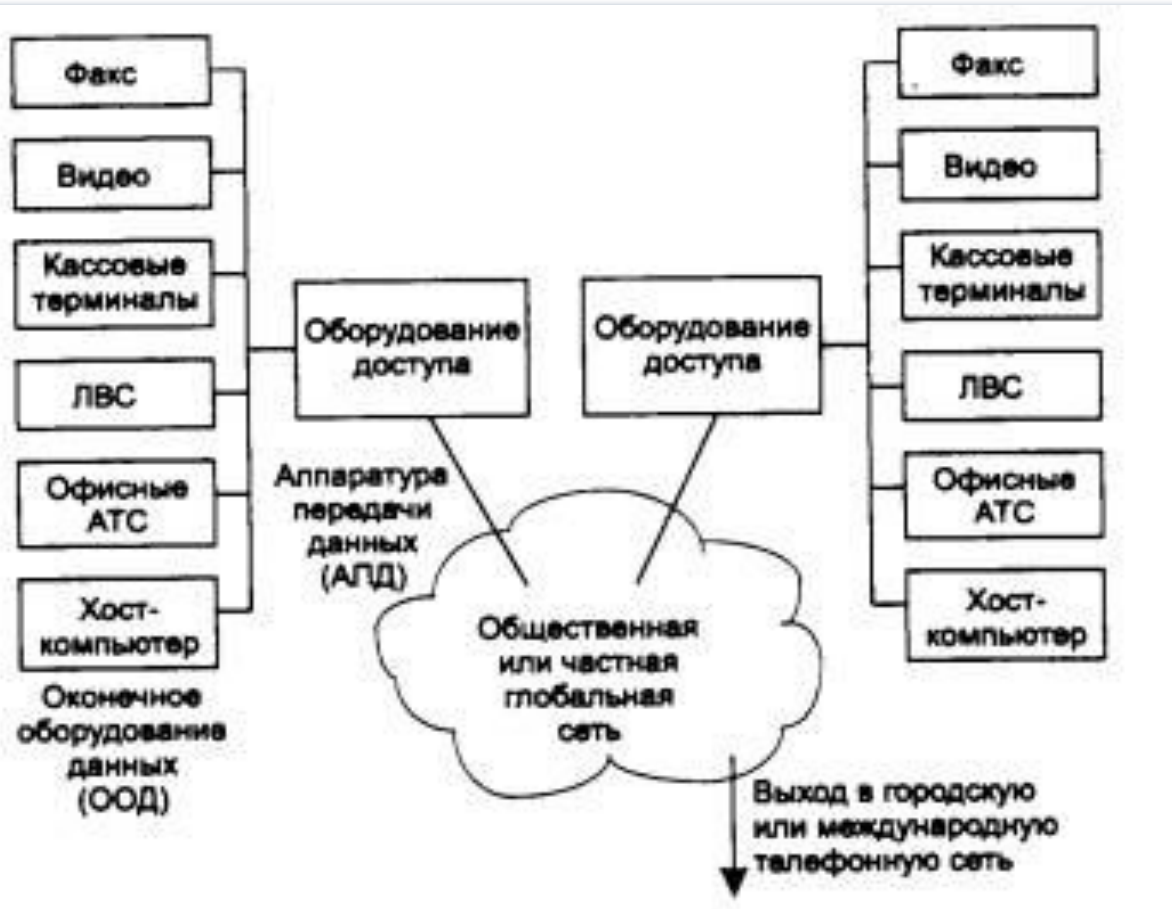 Факс
Видео
Кассовые
терминалы
ЛВС
Офисные
АТС
Хост-
компьютер
Оконечное
оборудование
данных
(ООД)
Оборудование
доступа
Аппаратура
передачи
данных
(АПД)
Оборудование
доступа
Общественная
или частная
глобальная
сеть
Выход в городскую
или международную
телефонную сеть
Факс
Видео
Кассовые
терминалы
ЛВС
Офисные
АТС
Хост-
компьютер